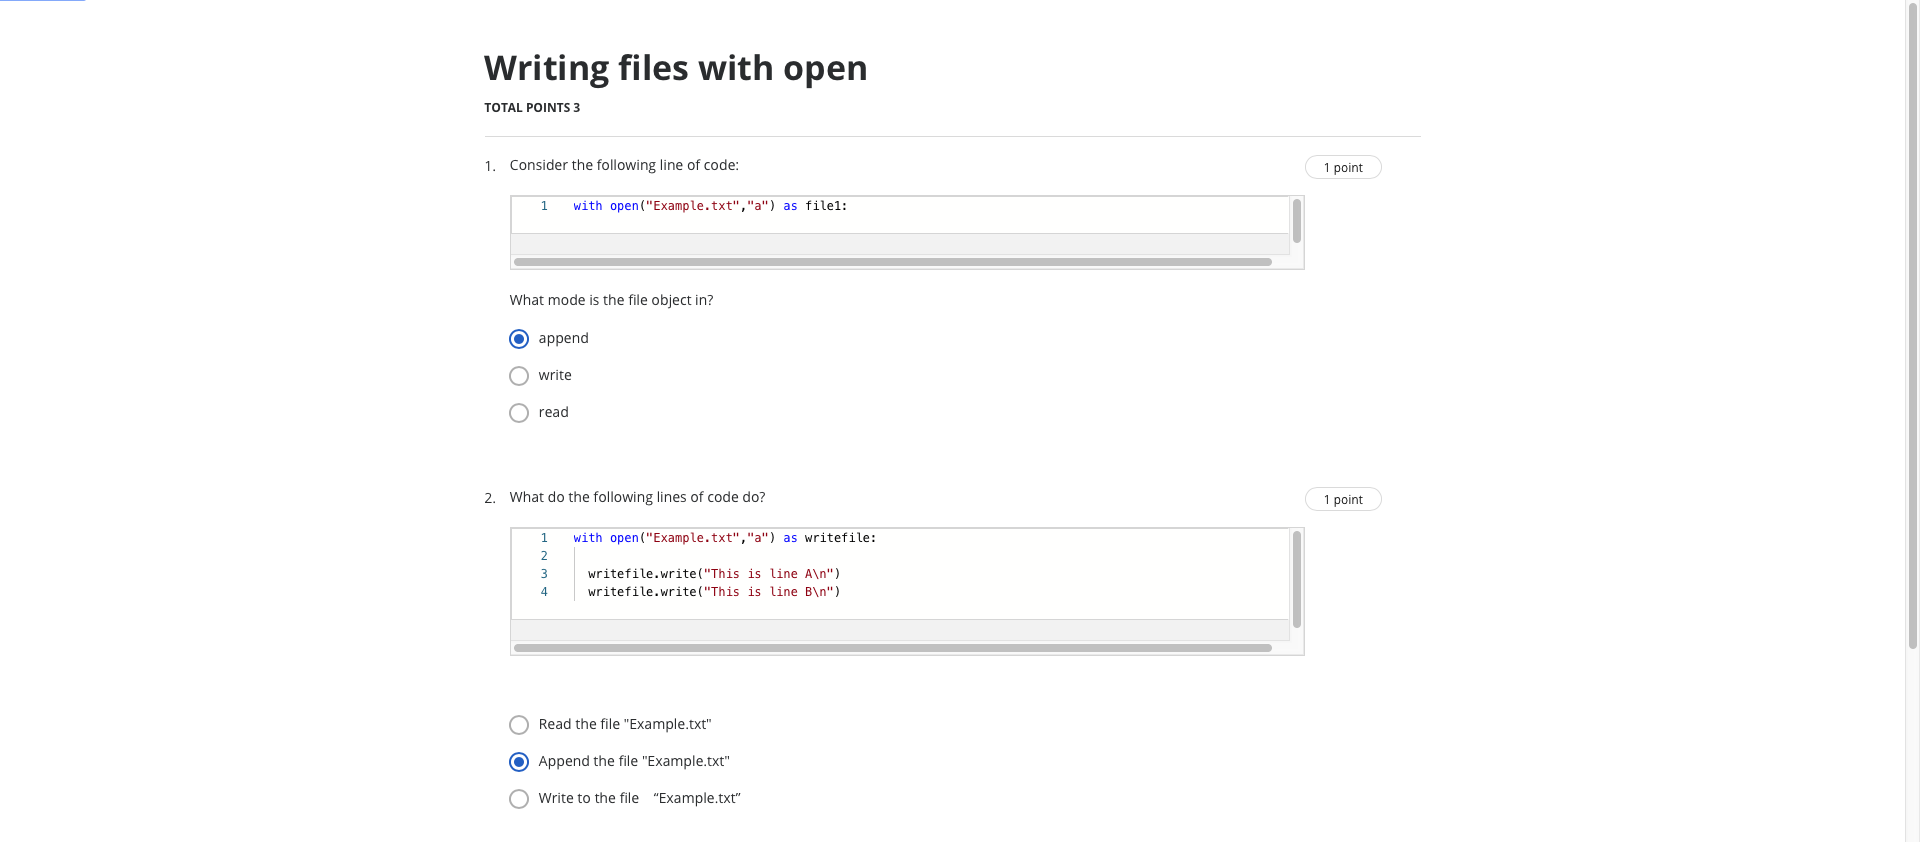 Writing files with open
TOTAL POINTS 3
1. Consider the following line of code:
1 point
1 with open("Example.txt","a") as file1:
What mode is the file object in?
append
write
read
2. What do the following lines of code do?
1 point
1 with open("Example.txt","a") as writefile:
2
3 writefile.write("This is line A\n")
4 writefile.write("This is line B\n")
Read the file "Example.txt"
Append the file "Example.txt"
Write to the file “Example.txt”